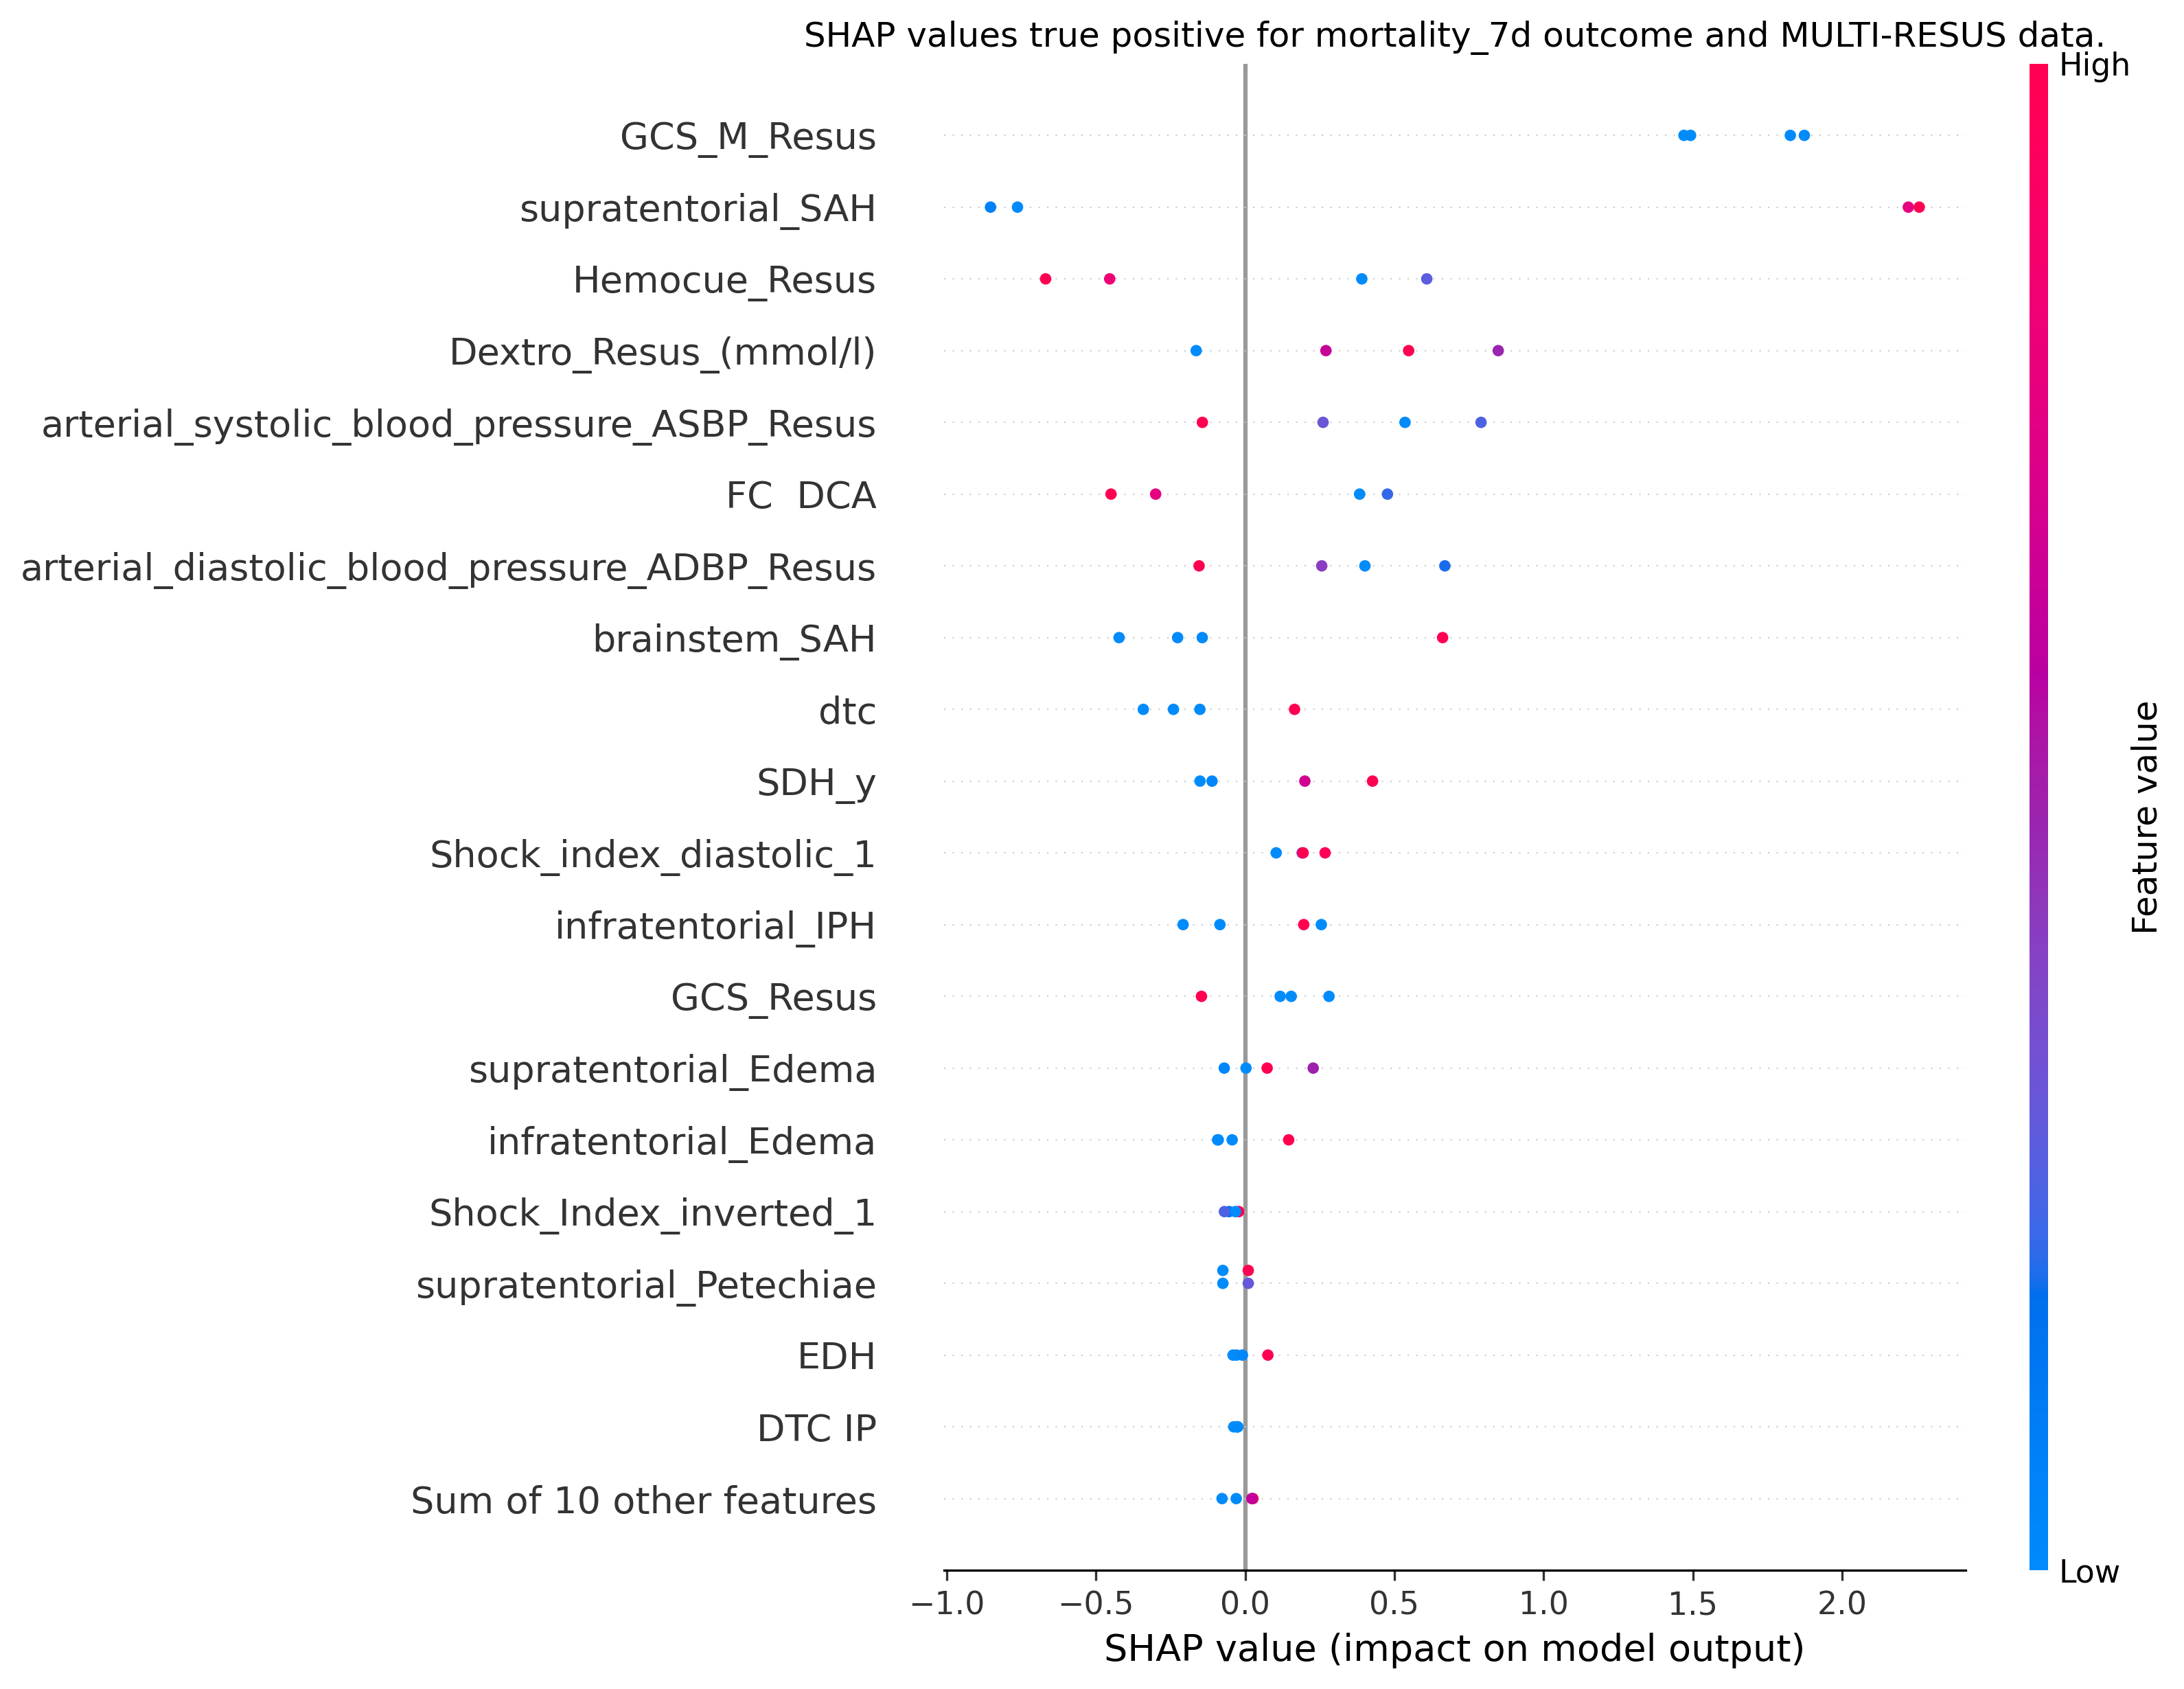 SHAP values true positive for mortality_7d outcome and MULTI-RESUS data.
High
GCS_M_Resus
supratentorial_SAH
Hemocue_Resus
Dextro_Resus_(mmol/l)
arterial_systolic_blood_pressure_ASBP_Resus
FC  DCA
arterial_diastolic_blood_pressure_ADBP_Resus
brainstem_SAH
dtc
SDH_y
Shock_index_diastolic_1
infratentorial_IPH
GCS_Resus
supratentorial_Edema
infratentorial_Edema
Shock_Index_inverted_1
supratentorial_Petechiae
EDH
DTC IP
Sum of 10 other features
Feature value
Low
−1.0 −0.5 0.0 0.5 1.0 1.5 2.0
SHAP value (impact on model output)